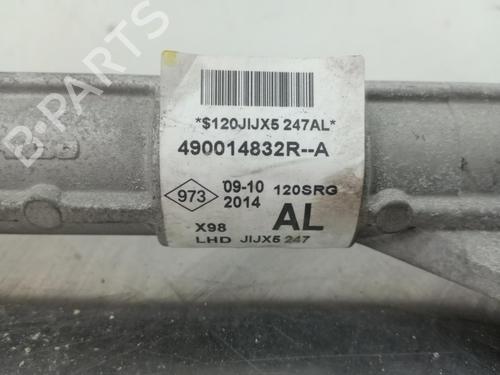 *$120JIJX5 247AL*
490014832R--A
973
09-10 120SRG
2014
AL
X98
LHD JIJX5 247
B-PARTS